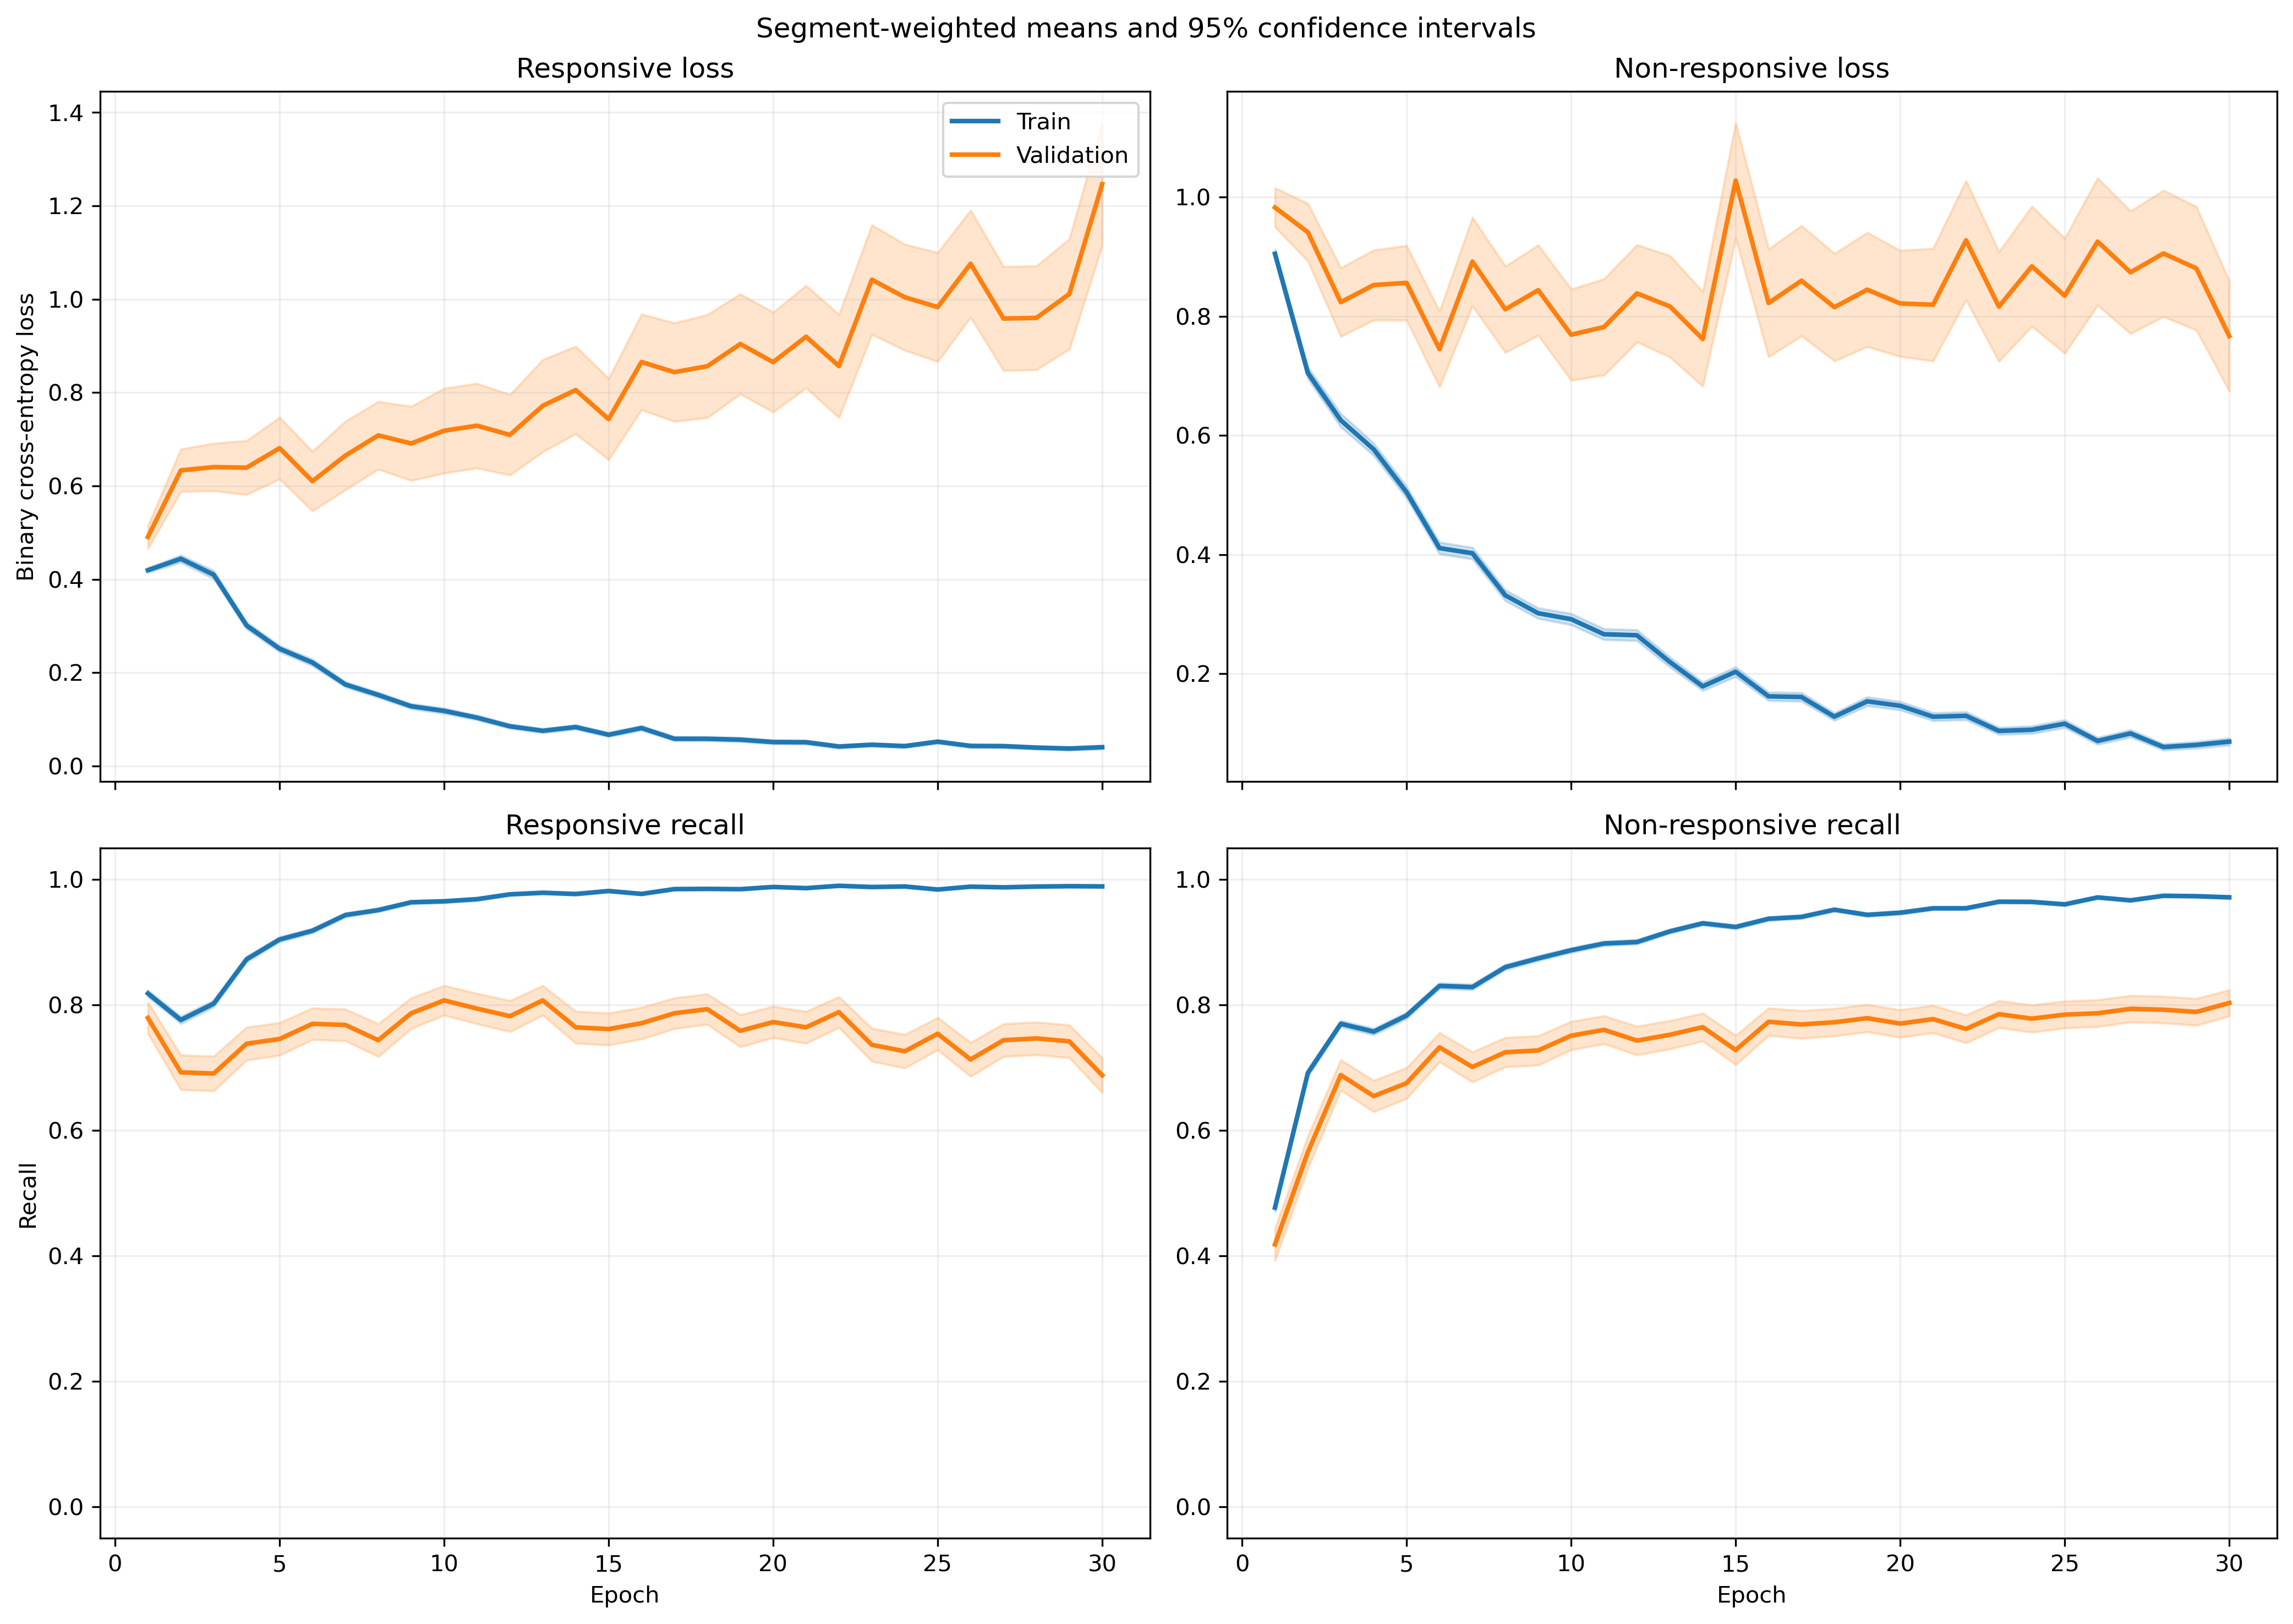 Segment-weighted means and 95% confidence intervals
Responsive loss
Non-responsive loss
Binary cross-entropy loss
1.4
1.2
1.0
0.8
0.6
0.4
0.2
0.0
Train
Validation
1.0
0.8
0.6
0.4
0.2
Responsive recall
Non-responsive recall
Recall
1.0
0.8
0.6
0.4
0.2
0.0
0 5 10 15 20 25 30
Epoch
1.0
0.8
0.6
0.4
0.2
0.0
0 5 10 15 20 25 30
Epoch